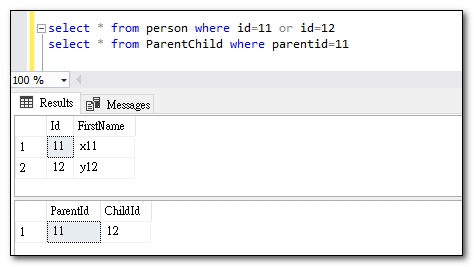 select * from person where id=11 or id=12
select * from ParentChild where parentid=11
100 %
Results Messages
Id FirstName
1 11 x11
2 12 y12
ParentId ChildId
1 11 12